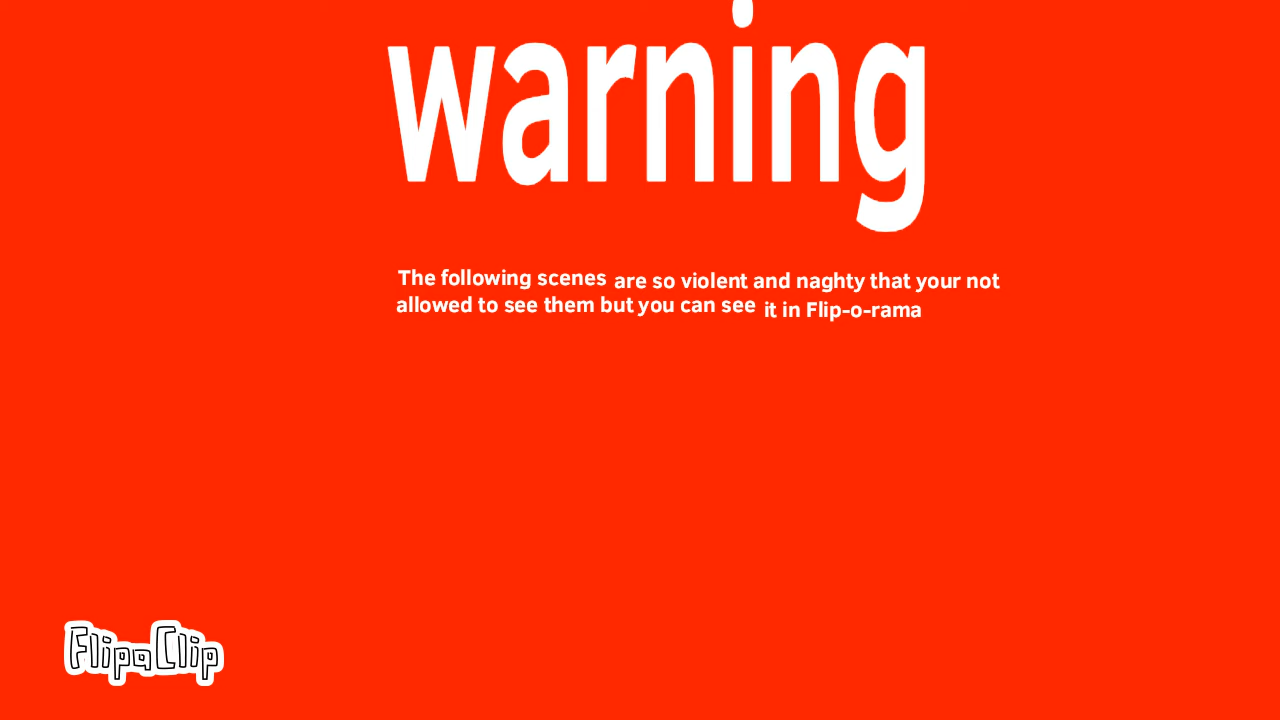 warning
The following scenes are so violent and naghty that your not
allowed to see them but you can see it in Flip-o-rama
FlipaClip